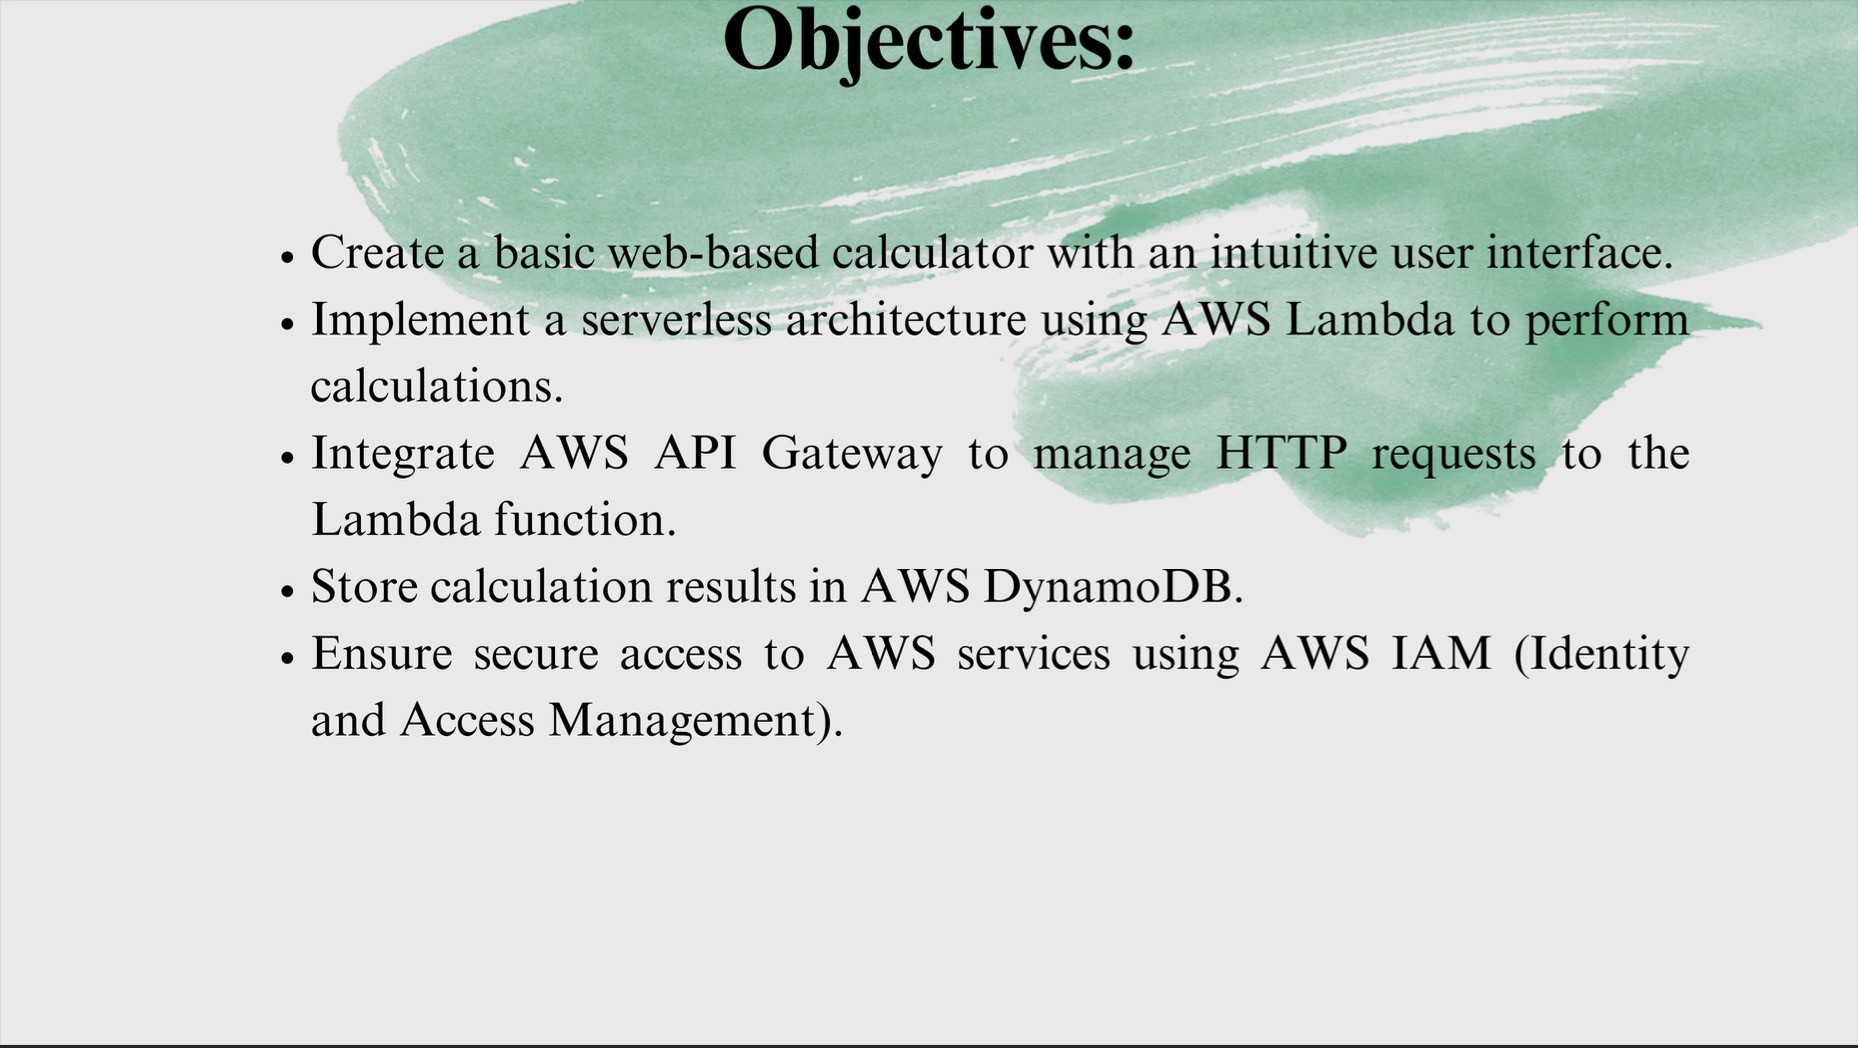 Objectives:
• Create a basic web-based calculator with an intuitive user interface.
• Implement a serverless architecture using AWS Lambda to perform
calculations.
• Integrate AWS API Gateway to manage HTTP requests to the
Lambda function.
• Store calculation results in AWS DynamoDB.
• Ensure secure access to AWS services using AWS IAM (Identity
and Access Management).